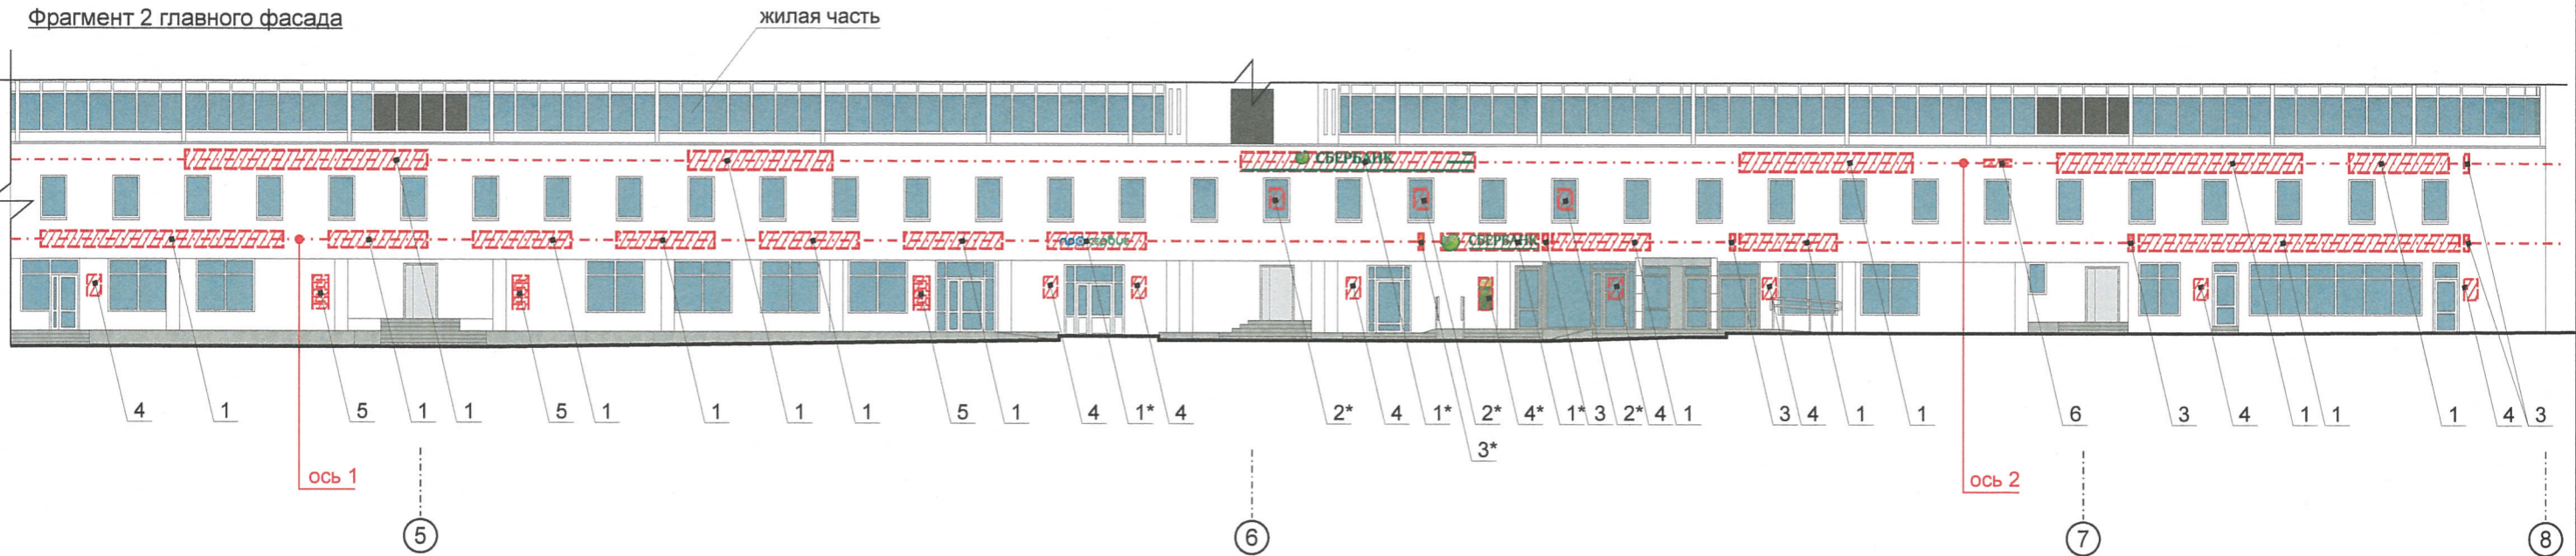 Фрагмент 2 главного фасада
жилая часть
СБЕРБАНК
СБЕРБАНК
4 1 5 1 1 5 1 1 1 1 5 1 4 1* 4 2* 4 1* 2* 4* 1* 3 2* 4 1 3 4 1 1 6 3 4 1 1 1 4 3
3*
ось 1
ось 2
5 6 7 8